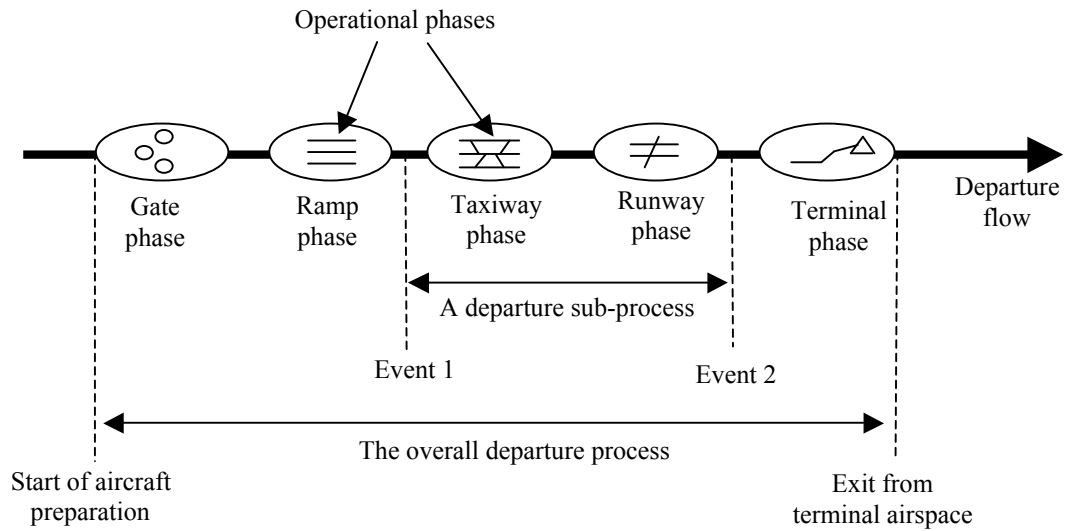 Operational phases
Gate
phase
Ramp
phase
Taxiway
phase
Runway
phase
Terminal
phase
Departure
flow
A departure sub-process
Event 1
Event 2
The overall departure process
Start of aircraft
preparation
Exit from
terminal airspace